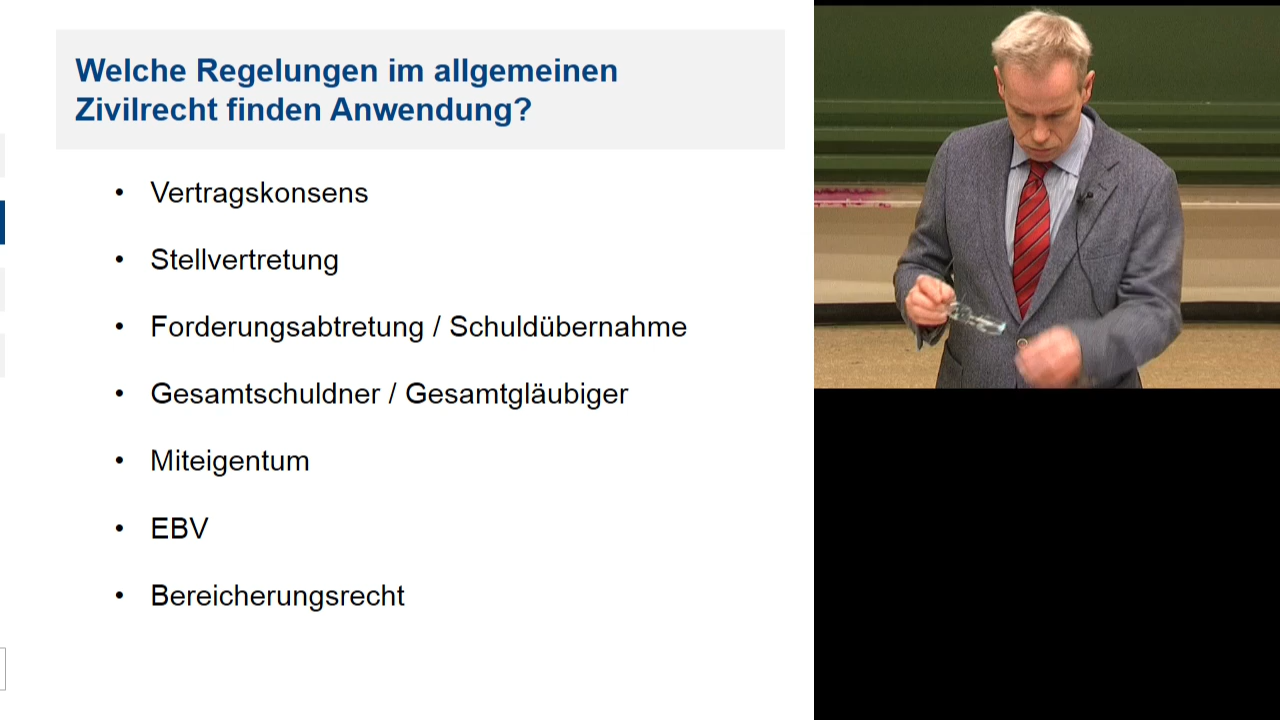 Welche Regelungen im allgemeinen
Zivilrecht finden Anwendung?
• Vertragskonsens
• Stellvertretung
• Forderungsabtretung / Schuldübernahme
• Gesamtschuldner / Gesamtgläubiger
• Miteigentum
• EBV
• Bereicherungsrecht